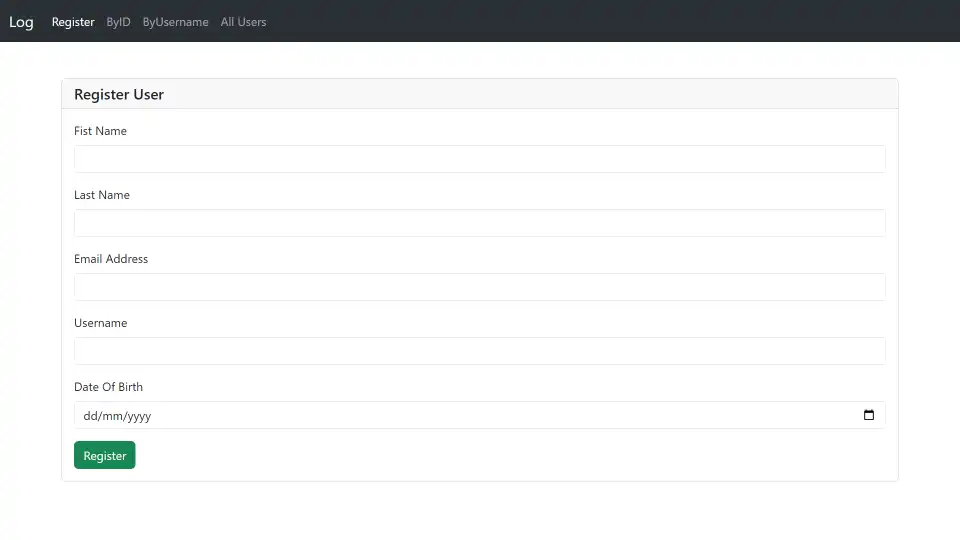 Log Register ByID ByUsername All Users
Register User
Fist Name
Last Name
Email Address
Username
Date Of Birth
dd/mm/yyyy
Register